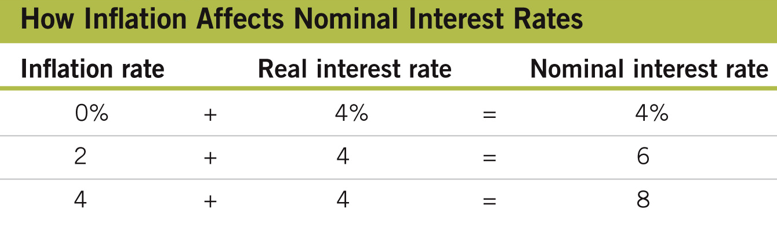 How Inflation Affects Nominal Interest Rates
Inflation rate Real interest rate Nominal interest rate
0% + 4% = 4%
2 + 4 = 6
4 + 4 = 8